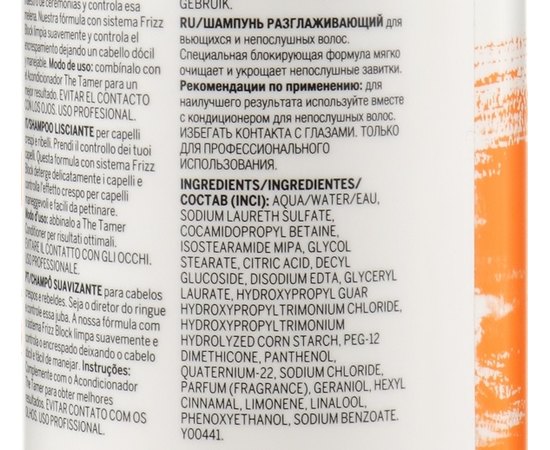 de ceremonias y controla esa
melena. Nuestra fórmula con sistema Frizz
Block limpia suavemente y controla el
encrespamiento dejando un cabello dócil
y manejable. Modo de uso: combínalo con
el Acondicionador The Tamer para un
mejor resultado. EVITAR EL CONTACTO
CON LOS OJOS. USO PROFESIONAL.
IT/SHAMPOO LISCIANTE per capelli
crespi e ribelli. Prendi il controllo dei tuoi
capelli. Questa formula con sistema Frizz
Block deterge delicatamente i capelli e
controlla l'effetto crespo per capelli
maneggevoli e facili da pettinare.
Modo d'uso: abbinalo a The Tamer
Conditioner per risultati ottimali.
EVITARE IL CONTATTO CON GLI OCCHI.
USO PROFESSIONALE.
PT/CHAMPÔ SUAVIZANTE para cabelos
crespos e rebeldes. Seja o diretor do ringue
e controle essa juba. A nossa fórmula com
o sistema Frizz Block limpa suavemente e
controla o encrespado deixando o cabelo
dócil e fácil de manejar. Instruções:
Complemente com o Acondicionador
The Tamer para obter melhores
resultados. EVITAR CONTATO COM OS
OLHOS. USO PROFISSIONAL.
GEBRUIK.
RU/ШАМПУНЬ РАЗГЛАЖИВАЮЩИЙ для
вьющихся и непослушных волос.
Специальная блокирующая формула мягко
очищает и укрощает непослушные завитки.
Рекомендации по применению: для
наилучшего результата используйте вместе
с кондиционером для непослушных волос.
ИЗБЕГАТЬ КОНТАКТА С ГЛАЗАМИ. ТОЛЬКО
ДЛЯ ПРОФЕССИОНАЛЬНОГО
ИСПОЛЬЗОВАНИЯ.
INGREDIENTS/INGREDIENTES/
СОСТАВ (INCI): AQUA/WATER/EAU,
SODIUM LAURETH SULFATE,
COCAMIDOPROPYL BETAINE,
ISOSTEARAMIDE MIPA, GLYCOL
STEARATE, CITRIC ACID, DECYL
GLUCOSIDE, DISODIUM EDTA, GLYCERYL
LAURATE, HYDROXYPROPYL GUAR
HYDROXYPROPYLTRIMONIUM CHLORIDE,
HYDROXYPROPYLTRIMONIUM
HYDROLYZED CORN STARCH, PEG-12
DIMETHICONE, PANTHENOL,
QUATERNIUM-22, SODIUM CHLORIDE,
PARFUM (FRAGRANCE), GERANIOL, HEXYL
CINNAMAL, LIMONENE, LINALOOL,
PHENOXYETHANOL, SODIUM BENZOATE.
Y00441.